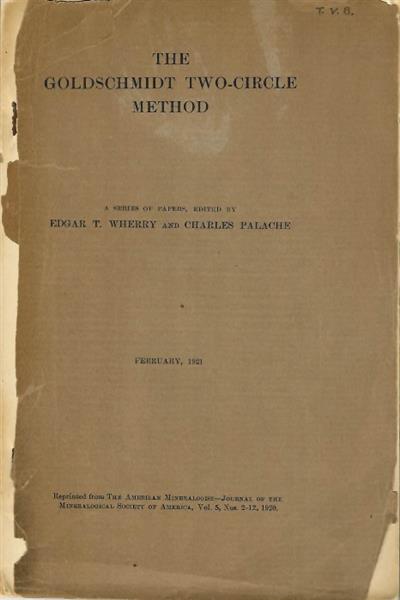 T. V. B.
THE
GOLDSCHMIDT TWO-CIRCLE
METHOD
A SERIES OF PAPERS, EDITED BY
EDGAR T. WHERRY AND CHARLES PALACHE
FEBRUARY, 1921
Reprinted from THE AMERICAN MINERALOGIST—JOURNAL OF THE
MINERALOGICAL SOCIETY OF AMERICA, Vol. 5, Nos. 2-12, 1920.